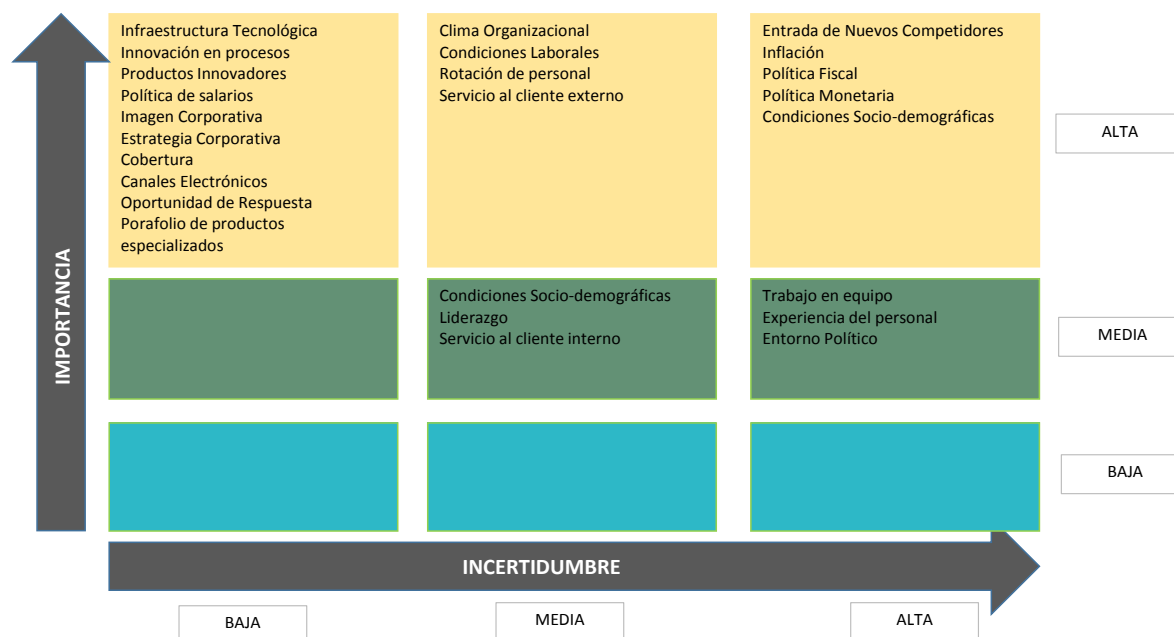 Infraestructura Tecnológica
Innovación en procesos
Productos Innovadores
Política de salarios
Imagen Corporativa
Estrategia Corporativa
Cobertura
Canales Electrónicos
Oportunidad de Respuesta
Porafolio de productos
especializados
Clima Organizacional
Condiciones Laborales
Rotación de personal
Servicio al cliente externo
Entrada de Nuevos Competidores
Inflación
Política Fiscal
Política Monetaria
Condiciones Socio-demográficas
ALTA
IMPORTANCIA
Condiciones Socio-demográficas
Liderazgo
Servicio al cliente interno
Trabajo en equipo
Experiencia del personal
Entorno Político
MEDIA
BAJA
INCERTIDUMBRE
BAJA
MEDIA
ALTA